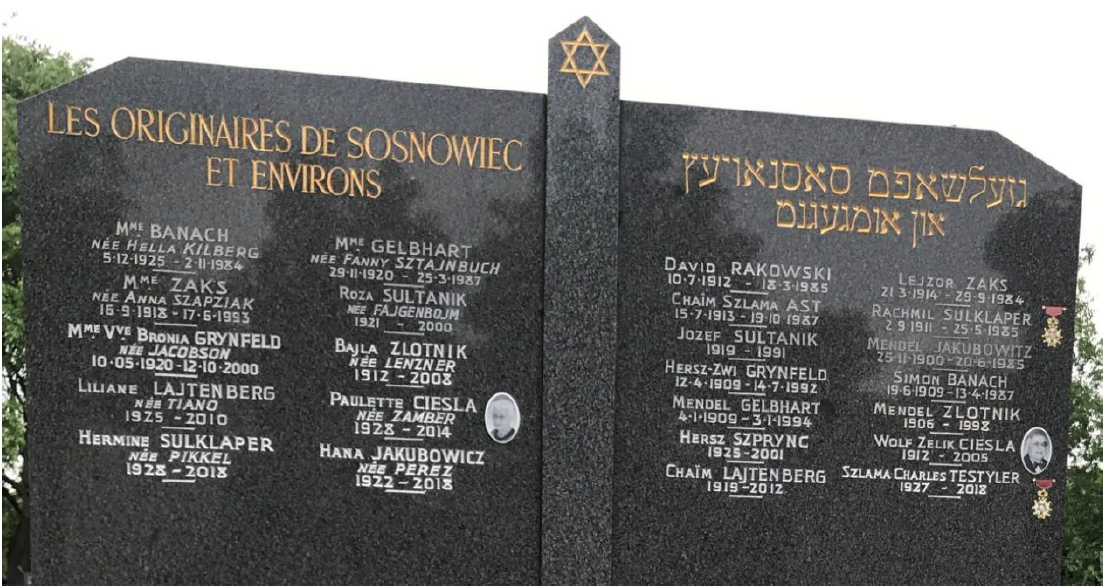 LES ORIGINAIRES DE SOSNOWIEC
ET ENVIRONS
MME BANACH
NÉE HELLA KILBERG
5·12·1925 - 2·11·1984
MME ZAKS
NÉE ANNA SZAPZIAK
16·9·1918 - 17·6·1993
MME VVE BRONIA GRYNFELD
NÉE JACOBSON
10·05·1920-12·10·2000
LILIANE LAJTENBERG
NÉE TIANO
1925 - 2010
HERMINE SULKLAPER
NÉE PIKKEL
1928 - 2018
MME GELBHART
NÉE FANNY SZTAJNBUCH
29·11·1920 - 25·3·1987
ROZA SULTANIK
NÉE FAJGENBOJM
1921 - 2000
BAJLA ZLOTNIK
NÉE LENZNER
1912 - 2008
PAULETTE CIESLA
NÉE ZAMBER
1928 - 2014
HANA JAKUBOWICZ
NÉE PEREZ
1922 - 2018
געזעלשאפט סאסנאויעץ
און אומגעגנט
DAVID RAKOWSKI
10·7·1912 - 18·3·1985
CHAÏM SZLAMA AST
15·7·1913 - 19·10·1987
JOZEF SULTANIK
1919 - 1991
HERSZ-ZWI GRYNFELD
12·4·1909 - 14·7·1992
MENDEL GELBHART
4·1·1909 - 3·1·1994
HERSZ SZPRYNC
1925-2001
CHAÏM LAJTENBERG
1919-2012
LEJZOR ZAKS
21·3·1914 - 29·9·1984
RACHMIL SULKLAPER
2·9·1911 - 25·5·1985
MENDEL JAKUBOWITZ
25·11·1900-20·6·1985
SIMON BANACH
19·6·1909-13·4·1987
MENDEL ZLOTNIK
1906 - 1998
WOLF ZELIK CIESLA
1912 - 2005
SZLAMA CHARLES TESTYLER
1927 - 2018